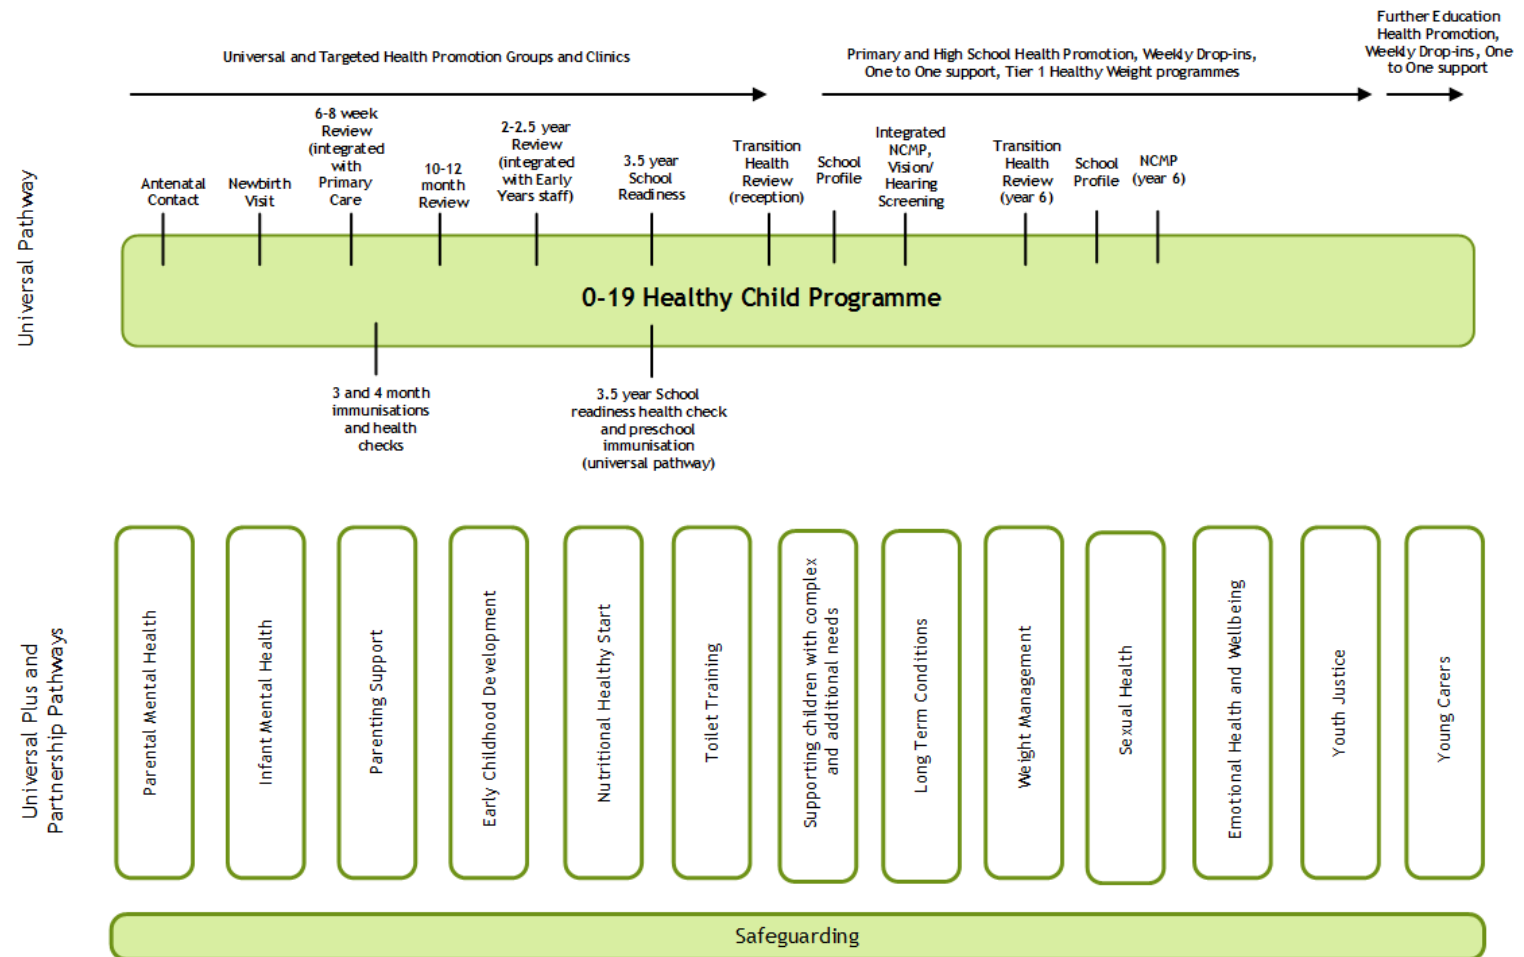 Further Education
Health Promotion,
Weekly Drop-ins, One
to One support
Universal and Targeted Health Promotion Groups and Clinics
Primary and High School Health Promotion, Weekly Drop-ins,
One to One support, Tier 1 Healthy Weight programmes
Universal Pathway
Antenatal
Contact
Newbirth
Visit
6-8 week
Review
(integrated
with
Primary
Care
10-12
month
Review
2-2.5 year
Review
(integrated
with Early
Years staff)
3.5 year
School
Readiness
Transition
Health
Review
(reception)
School
Profile
Integrated
NCMP,
Vision/
Hearing
Screening
Transition
Health
Review
(year 6)
School
Profile
NCMP
(year 6)
0-19 Healthy Child Programme
3 and 4 month
immunisations
and health
checks
3.5 year School
readiness health check
and preschool
immunisation
(universal pathway)
Universal Plus and
Partnership Pathways
Parental Mental Health
Infant Mental Health
Parenting Support
Early Childhood Development
Nutritional Healthy Start
Toilet Training
Supporting children with complex
and additional needs
Long Term Conditions
Weight Management
Sexual Health
Emotional Health and Wellbeing
Youth Justice
Young Carers
Safeguarding